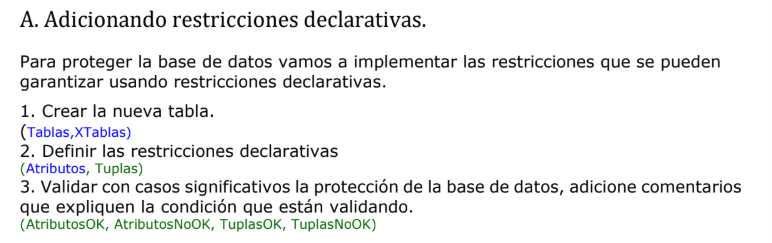 A. Adicionando restricciones declarativas.
Para proteger la base de datos vamos a implementar las restricciones que se pueden
garantizar usando restricciones declarativas.
1. Crear la nueva tabla.
(Tablas,XTablas)
2. Definir las restricciones declarativas
(Atributos, Tuplas)
3. Validar con casos significativos la protección de la base de datos, adicione comentarios
que expliquen la condición que están validando.
(AtributosOK, AtributosNoOK, TuplasOK, TuplasNoOK)